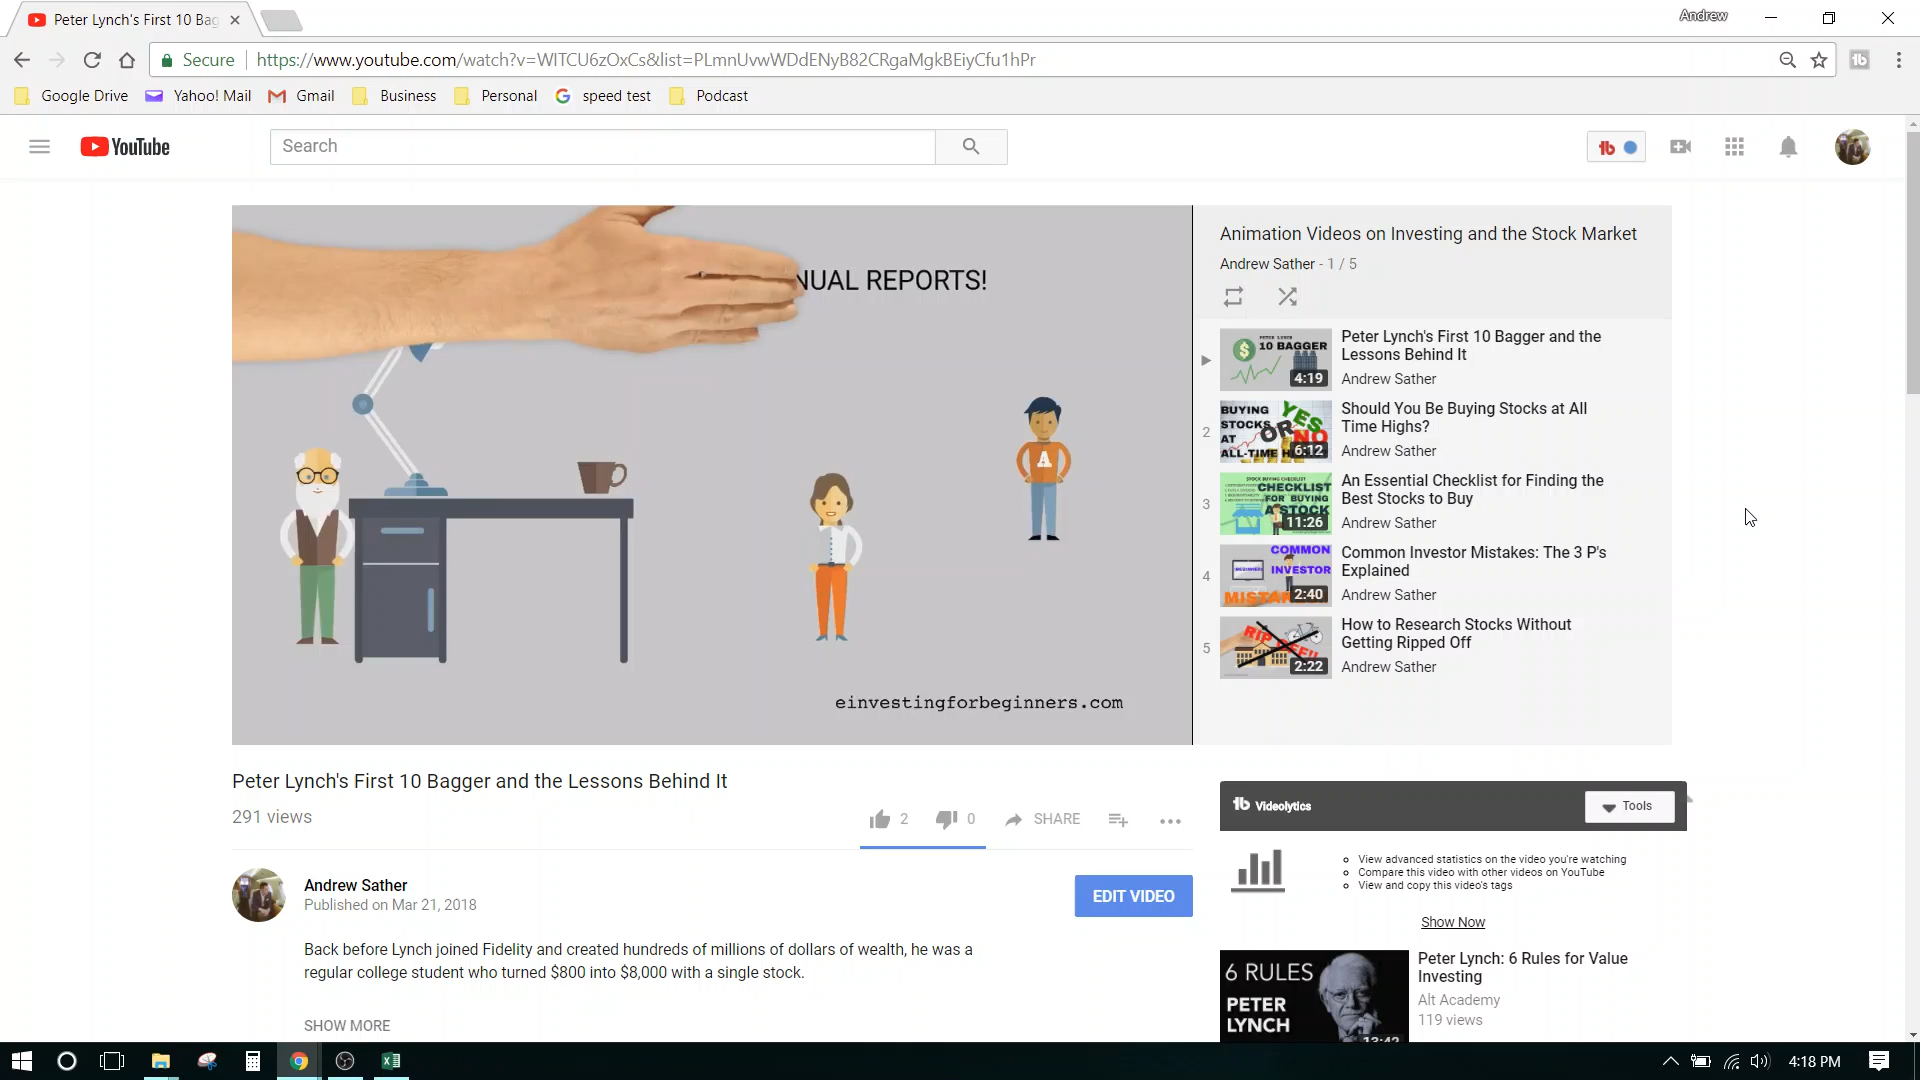 Peter Lynch's First 10 Bag
Andrew
Secure
https://www.youtube.com/watch?v=WITCU6zOxCs&list=PLmnUvwWDdENyB82CRgaMgkBEiyCfu1hPr
Google Drive
Yahoo! Mail
Gmail
Business
Personal
speed test
Podcast
YouTube
Search
NUAL REPORTS!
A
einvestingforbeginners.com
Animation Videos on Investing and the Stock Market
Andrew Sather - 1 / 5
10 BAGGER
4:19
Peter Lynch's First 10 Bagger and the
Lessons Behind It
Andrew Sather
2
BUYING
STOCKS
AT
ALL-TIME
YES
OR
NO
6:12
Should You Be Buying Stocks at All
Time Highs?
Andrew Sather
3
CHECKLIST
FOR BUYING
A STOCK
11:26
An Essential Checklist for Finding the
Best Stocks to Buy
Andrew Sather
4
COMMON
INVESTOR
2:40
Common Investor Mistakes: The 3 P's
Explained
Andrew Sather
5
2:22
How to Research Stocks Without
Getting Ripped Off
Andrew Sather
Peter Lynch's First 10 Bagger and the Lessons Behind It
291 views
2
0
SHARE
Andrew Sather
Published on Mar 21, 2018
EDIT VIDEO
Back before Lynch joined Fidelity and created hundreds of millions of dollars of wealth, he was a
regular college student who turned $800 into $8,000 with a single stock.
SHOW MORE
Videolytics
Tools
View advanced statistics on the video you're watching
Compare this video with other videos on YouTube
View and copy this video's tags
Show Now
6 RULES
PETER
LYNCH
Peter Lynch: 6 Rules for Value
Investing
Alt Academy
119 views
4:18 PM